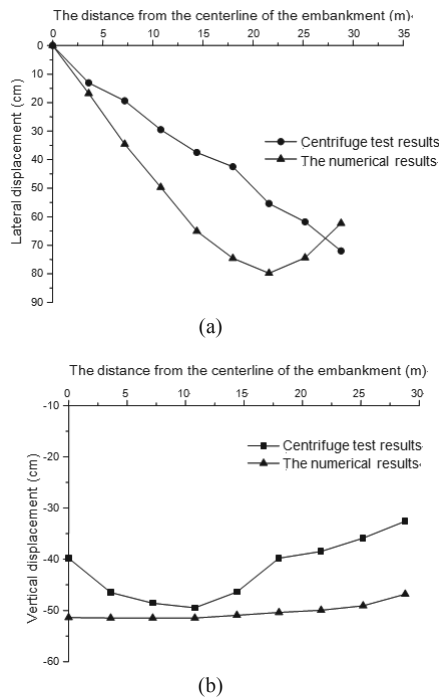 The distance from the centerline of the embankment (m)
0 5 10 15 20 25 30 35
0
10
20
30
40
50
60
70
80
90
Lateral displacement (cm)
Centrifuge test results
The numerical results
(a)
The distance from the centerline of the embankment (m)
0 5 10 15 20 25 30
-10
-20
-30
-40
-50
-60
Vertical displacement (cm)
Centrifuge test results
The numerical results
(b)